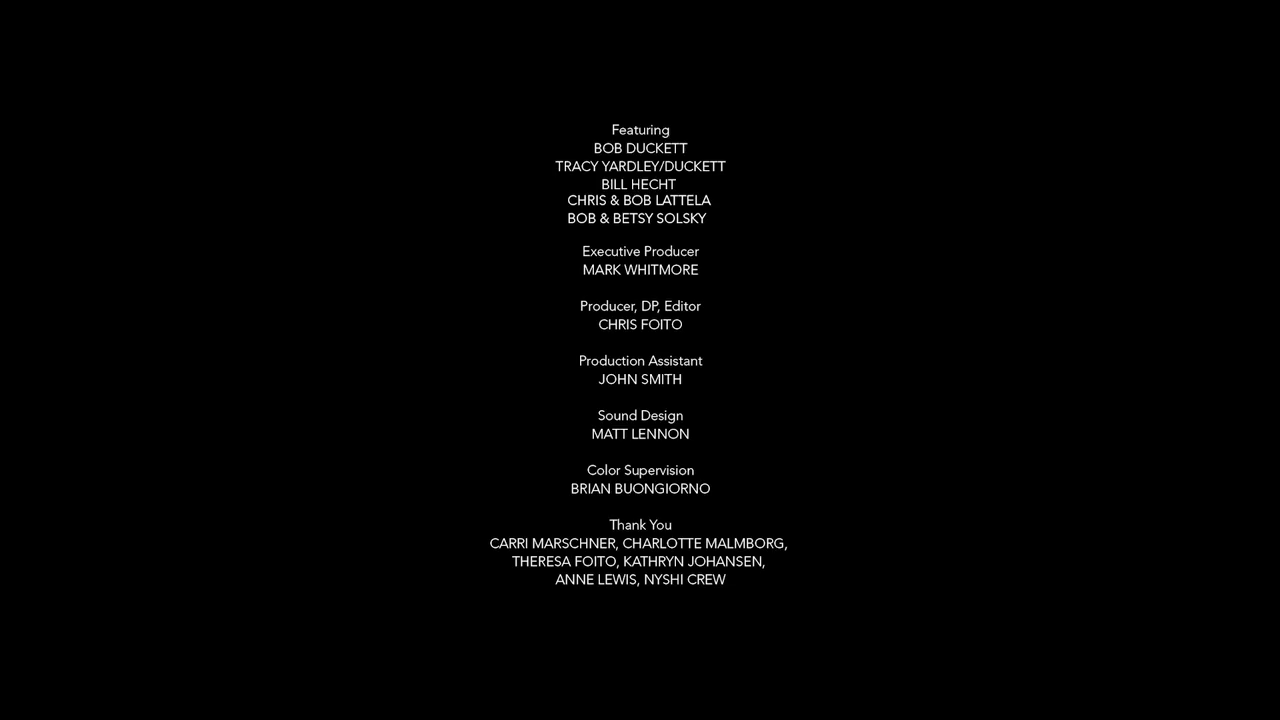 Featuring
BOB DUCKETT
TRACY YARDLEY/DUCKETT
BILL HECHT
CHRIS & BOB LATTELA
BOB & BETSY SOLSKY
Executive Producer
MARK WHITMORE
Producer, DP, Editor
CHRIS FOITO
Production Assistant
JOHN SMITH
Sound Design
MATT LENNON
Color Supervision
BRIAN BUONGIORNO
Thank You
CARRI MARSCHNER, CHARLOTTE MALMBORG,
THERESA FOITO, KATHRYN JOHANSEN,
ANNE LEWIS, NYSHI CREW